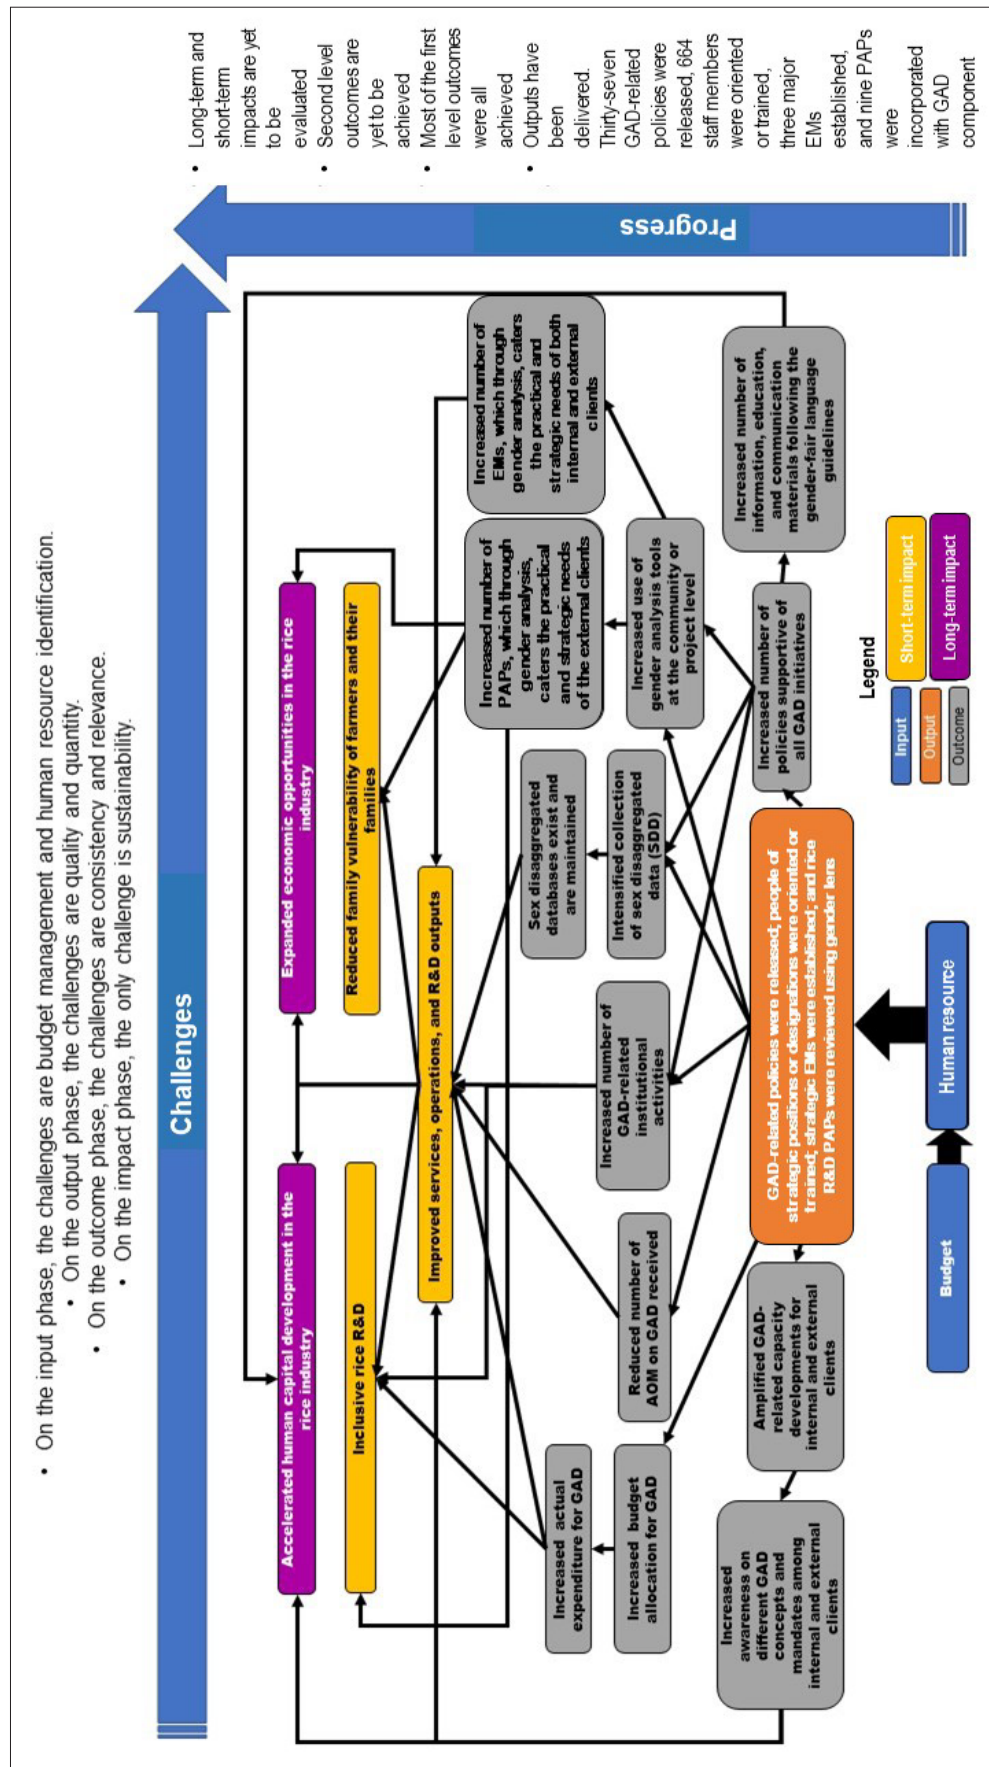 • On the input phase, the challenges are budget management and human resource identification.
• On the output phase, the challenges are quality and quantity.
• On the outcome phase, the challenges are consistency and relevance.
• On the impact phase, the only challenge is sustainability.
Challenges
Accelerated human capital development in the
rice industry
Expanded economic opportunities in the rice
industry
Inclusive rice R&D
Reduced family vulnerability of farmers and their
families
Improved services, operations, and R&D outputs
Increased actual
expenditure for GAD
Sex disaggregated
databases exist and
are maintained
Increased number of
PAPs, which through
gender analysis,
caters the practical
and strategic needs
of the external clients
Increased number of
EMs, which through
gender analysis, caters
the practical and
strategic needs of both
internal and external
clients
Increased budget
allocation for GAD
Reduced number of
AOM on GAD received
Increased number of
GAD-related
institutional
activities
Intensified collection
of sex disaggregated
data (SDD)
Increased use of
gender analysis tools
at the community or
project level
Increased
awareness on
different GAD
concepts and
mandates among
internal and external
clients
Amplified GAD-
related capacity
developments for
internal and external
clients
GAD-related policies were released; people of
strategic positions or designations were oriented or
trained; strategic EMs were established; and rice
R&D PAPs were reviewed using gender lens
Increased number of
policies supportive of
all GAD initiatives
Increased number of
information, education,
and communication
materials following the
gender-fair language
guidelines
Budget
Human resource
Legend
Input
Output
Outcome
Short-term impact
Long-term impact
Progress
• Long-term and
short-term
impacts are yet
to be
evaluated
• Second level
outcomes are
yet to be
achieved
• Most of the first
level outcomes
were all
achieved
• Outputs have
been
delivered.
Thirty-seven
GAD-related
policies were
released, 664
staff members
were oriented
or trained,
three major
EMs
established,
and nine PAPs
were
incorporated
with GAD
component